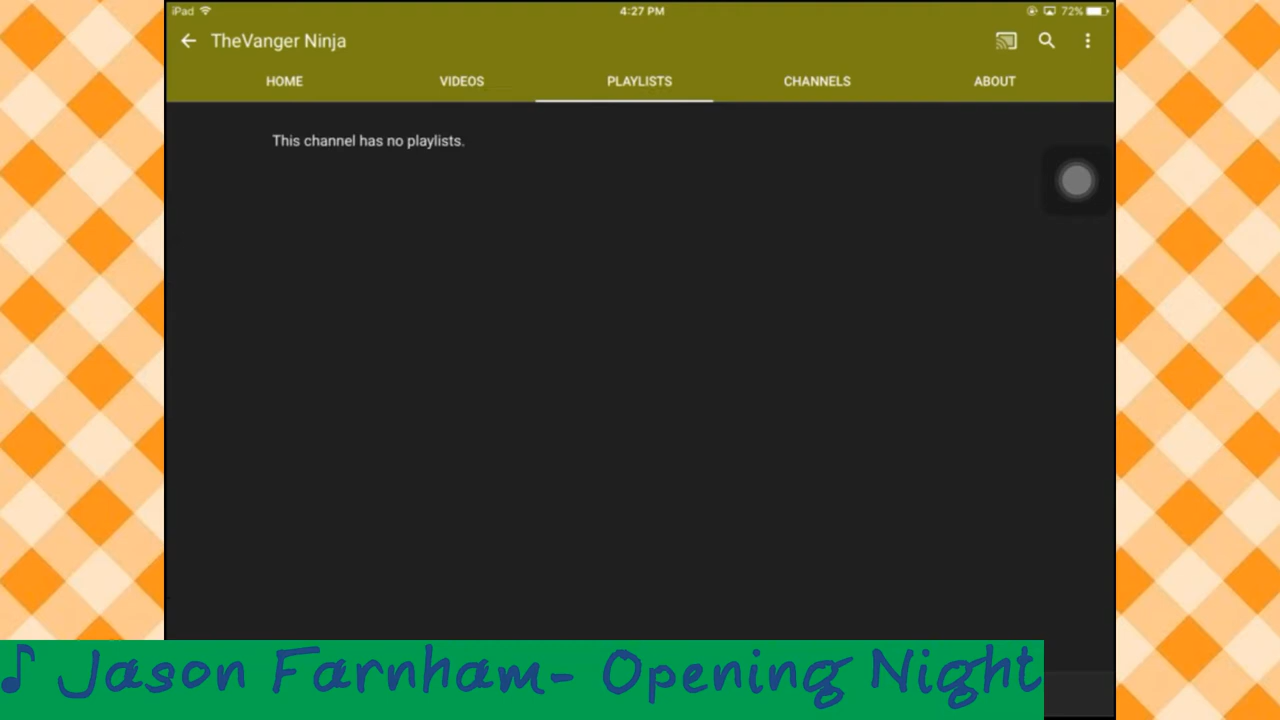 iPad 4:27 PM 72%
TheVanger Ninja
HOME VIDEOS PLAYLISTS CHANNELS ABOUT
This channel has no playlists.
♪ Jason Farnham- Opening Night